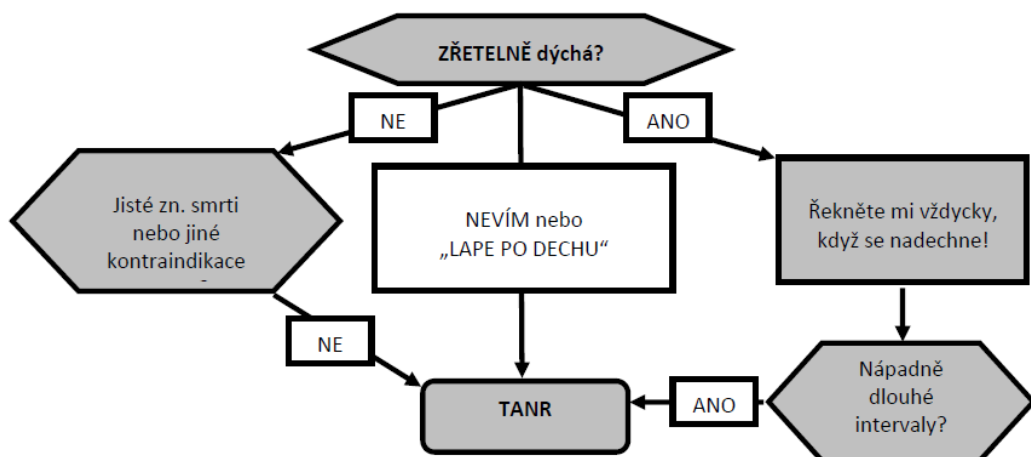 ZŘETELNĚ dýchá?
NE
ANO
Jisté zn. smrti
nebo jiné
kontraindikace
NEVÍM nebo
„LAPE PO DECHU“
Řekněte mi vždycky,
když se nadechne!
NE
TANR
ANO
Nápadně
dlouhé
intervaly?